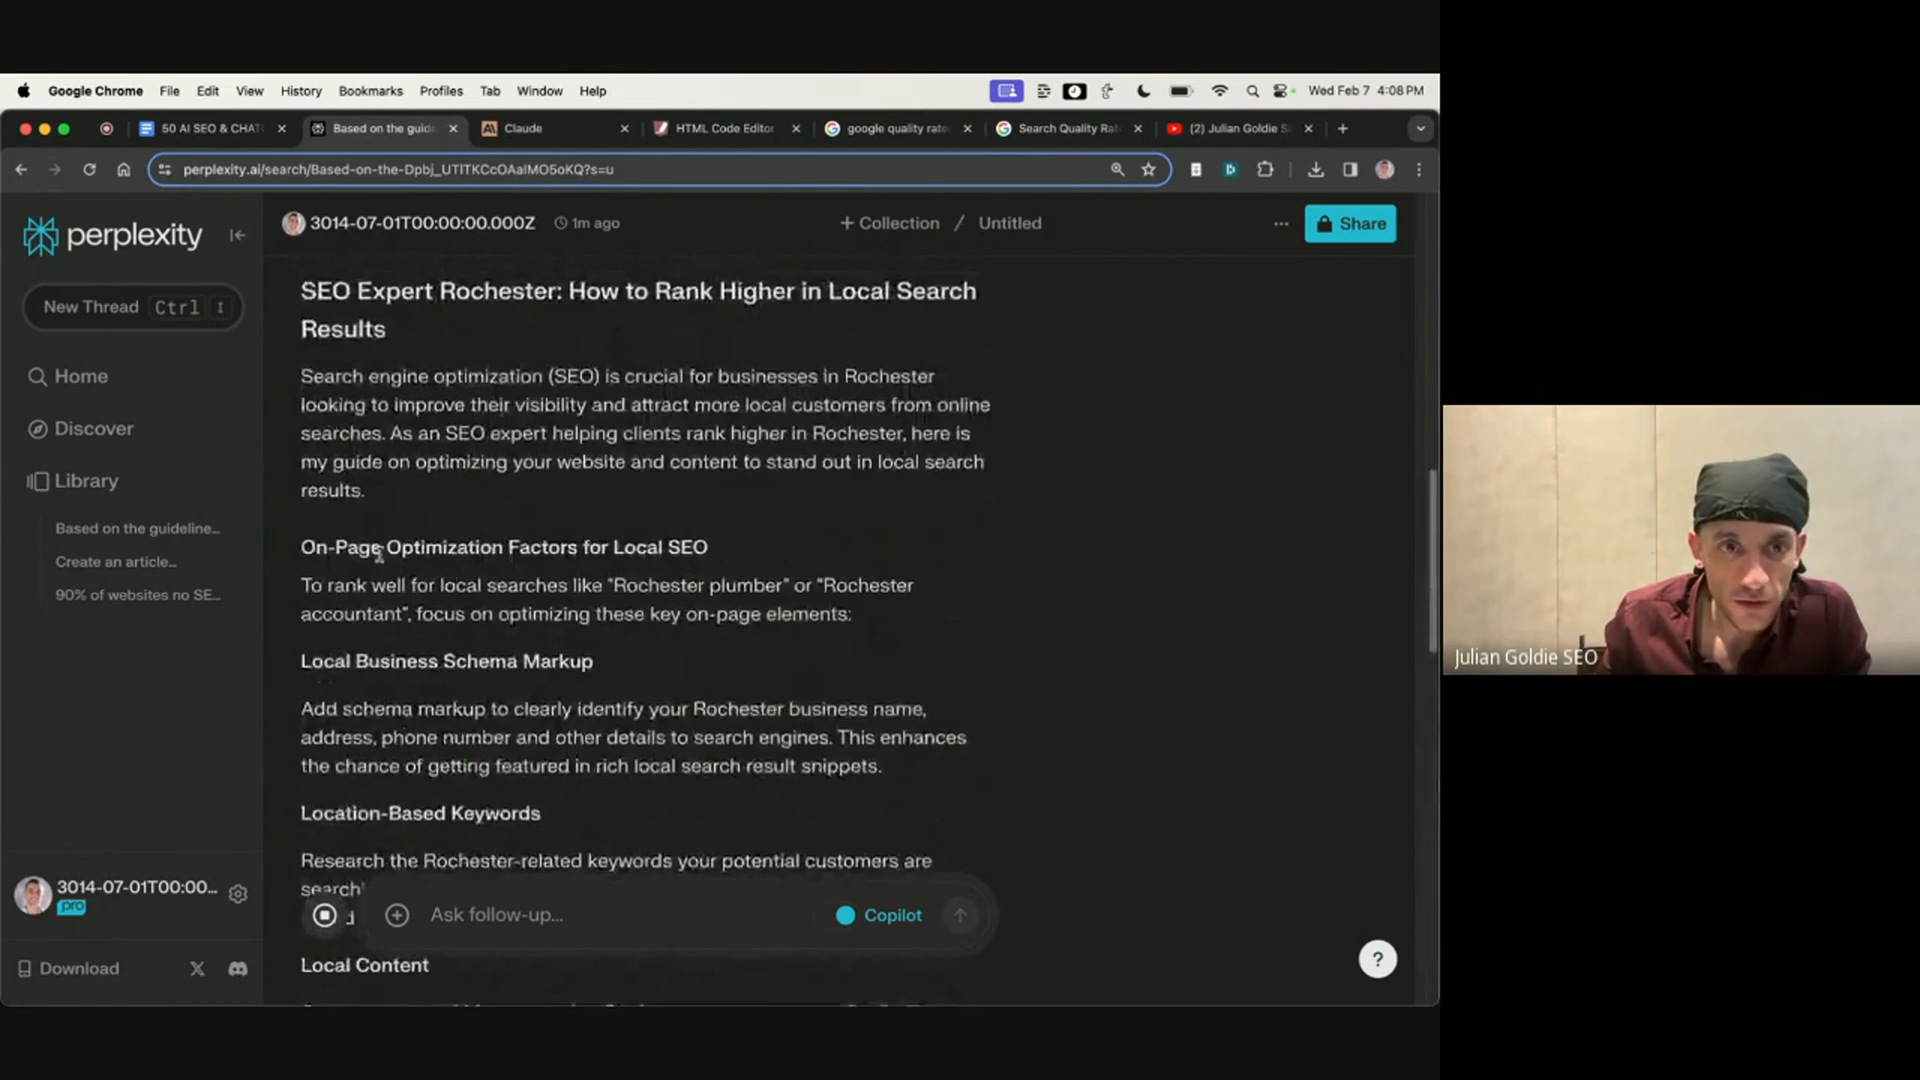 Google Chrome File Edit View History Bookmarks Profiles Tab Window Help Wed Feb 7 4:08 PM
50 AI SEO & CHAT Based on the guide Claude HTML Code Editor google quality rate Search Quality Rat (2) Julian Goldie S
perplexity.ai/search/Based-on-the-Dpbj_UTITKCcOAaIMO5oKQ?s=u
perplexity
3014-07-01T00:00:00.000Z 1m ago + Collection / Untitled ... Share
New Thread Ctrl I
Home
Discover
Library
Based on the guideline...
Create an article...
90% of websites no SE...
SEO Expert Rochester: How to Rank Higher in Local Search
Results
Search engine optimization (SEO) is crucial for businesses in Rochester
looking to improve their visibility and attract more local customers from online
searches. As an SEO expert helping clients rank higher in Rochester, here is
my guide on optimizing your website and content to stand out in local search
results.
On-Page Optimization Factors for Local SEO
To rank well for local searches like "Rochester plumber" or "Rochester
accountant", focus on optimizing these key on-page elements:
Local Business Schema Markup
Add schema markup to clearly identify your Rochester business name,
address, phone number and other details to search engines. This enhances
the chance of getting featured in rich local search result snippets.
Location-Based Keywords
Research the Rochester-related keywords your potential customers are
Ask follow-up... Copilot
Local Content
3014-07-01T00:00...
pro
Download
?
Julian Goldie SEO